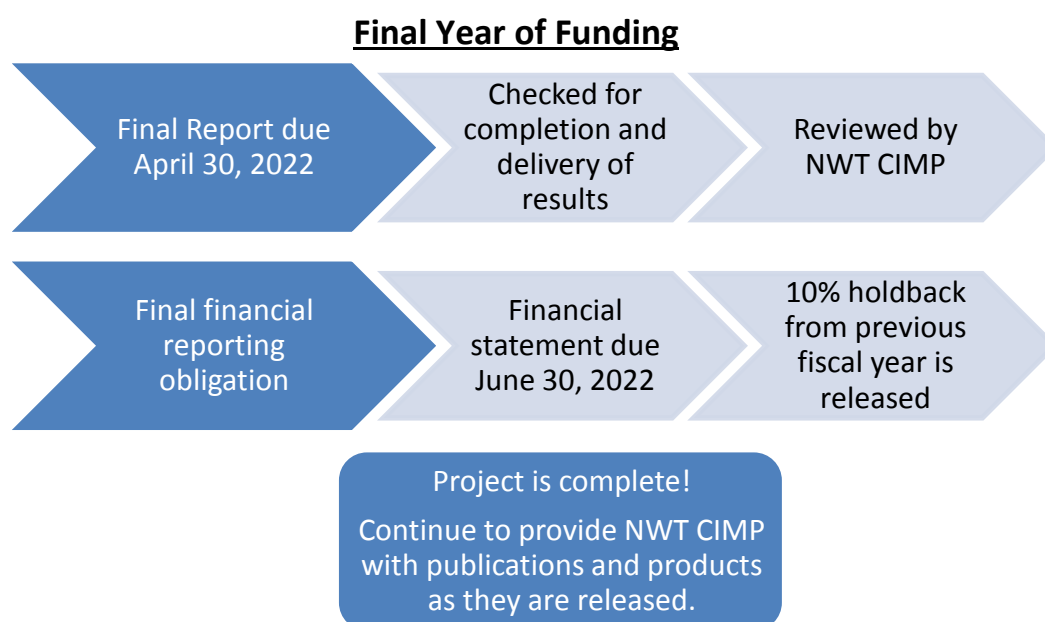 Final Year of Funding
Final Report due
April 30, 2022
Checked for
completion and
delivery of
results
Reviewed by
NWT CIMP
Final financial
reporting
obligation
Financial
statement due
June 30, 2022
10% holdback
from previous
fiscal year is
released
Project is complete!
Continue to provide NWT CIMP
with publications and products
as they are released.